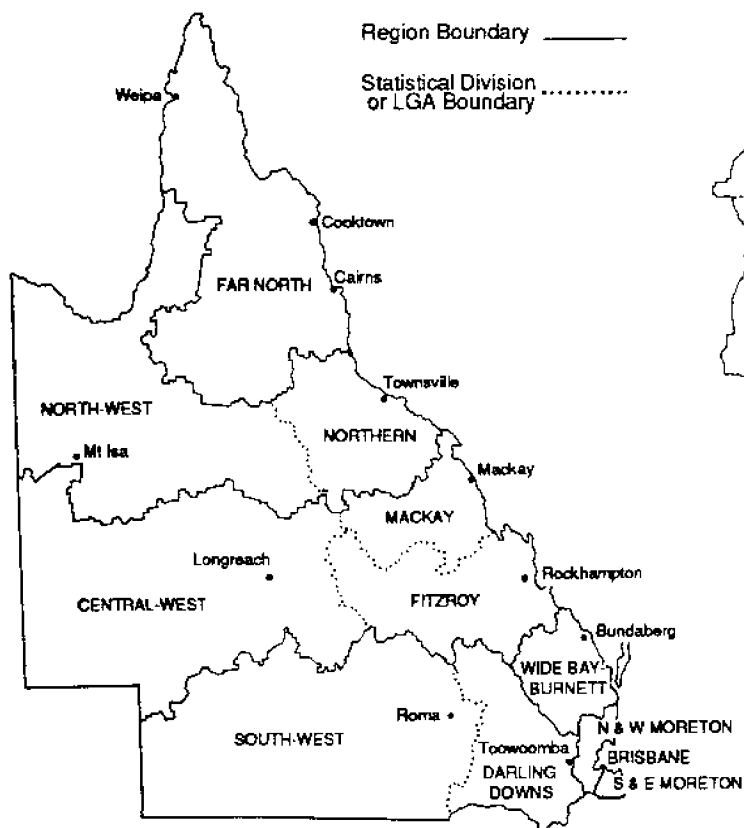 Region Boundary
Statistical Division
or LGA Boundary
Weipa
Cooktown
Cairns
FAR NORTH
Townsville
NORTH-WEST
NORTHERN
Mt Isa
Mackay
MACKAY
Longreach
Rockhampton
CENTRAL-WEST
FITZROY
Bundaberg
WIDE BAY-
BURNETT
Roma
N & W MORETON
SOUTH-WEST
Toowoomba
BRISBANE
DARLING
DOWNS
S & E MORETON